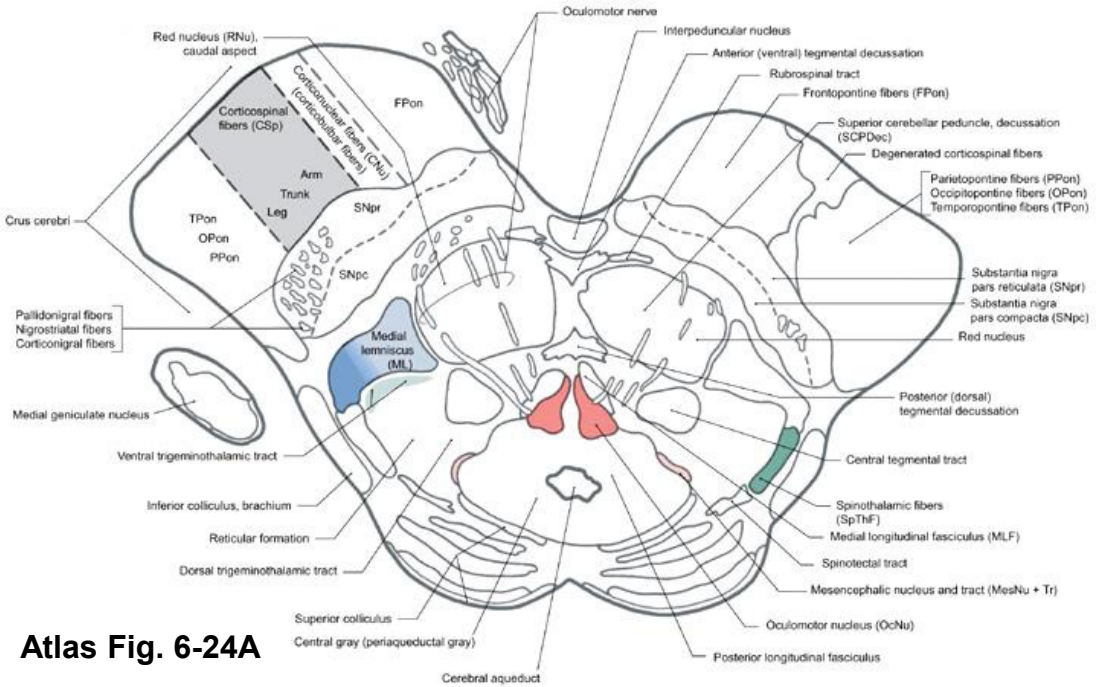 Oculomotor nerve
Red nucleus (RNu),
caudal aspect
Interpeduncular nucleus
Anterior (ventral) tegmental decussation
Rubrospinal tract
Frontopontine fibers (FPon)
Superior cerebellar peduncle, decussation
(SCPDec)
Degenerated corticospinal fibers
Parietopontine fibers (PPon)
Occipitopontine fibers (OPon)
Temporopontine fibers (TPon)
Corticonuclear fibers (CNu)
(corticobulbar fibers)
FPon
Corticospinal
fibers (CSp)
Arm
Trunk
Leg
SNpr
Crus cerebri
TPon
OPon
PPon
SNpc
Substantia nigra
pars reticulata (SNpr)
Substantia nigra
pars compacta (SNpc)
Red nucleus
Pallidonigral fibers
Nigrostriatal fibers
Corticonigral fibers
Medial
lemniscus
(ML)
Medial geniculate nucleus
Posterior (dorsal)
tegmental decussation
Ventral trigeminothalamic tract
Central tegmental tract
Inferior colliculus, brachium
Spinothalamic fibers
(SpThF)
Reticular formation
Medial longitudinal fasciculus (MLF)
Dorsal trigeminothalamic tract
Spinotectal tract
Mesencephalic nucleus and tract (MesNu + Tr)
Superior colliculus
Oculomotor nucleus (OcNu)
Central gray (periaqueductal gray)
Posterior longitudinal fasciculus
Cerebral aqueduct
Atlas Fig. 6-24A